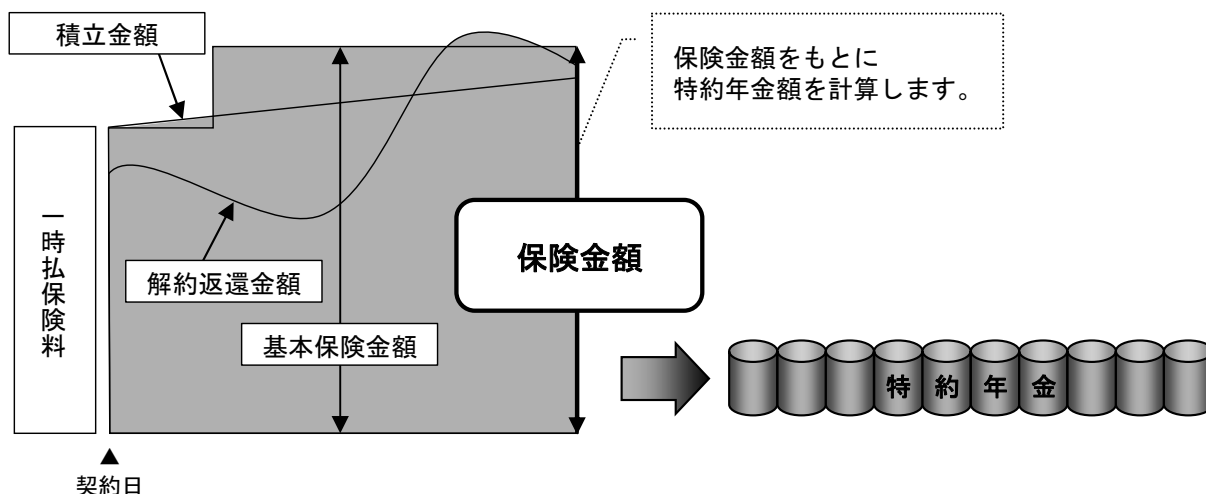 積立金額
保険金額をもとに
特約年金額を計算します。
一時払保険料
保険金額
解約返還金額
基本保険金額
特約年金
▲
契約日